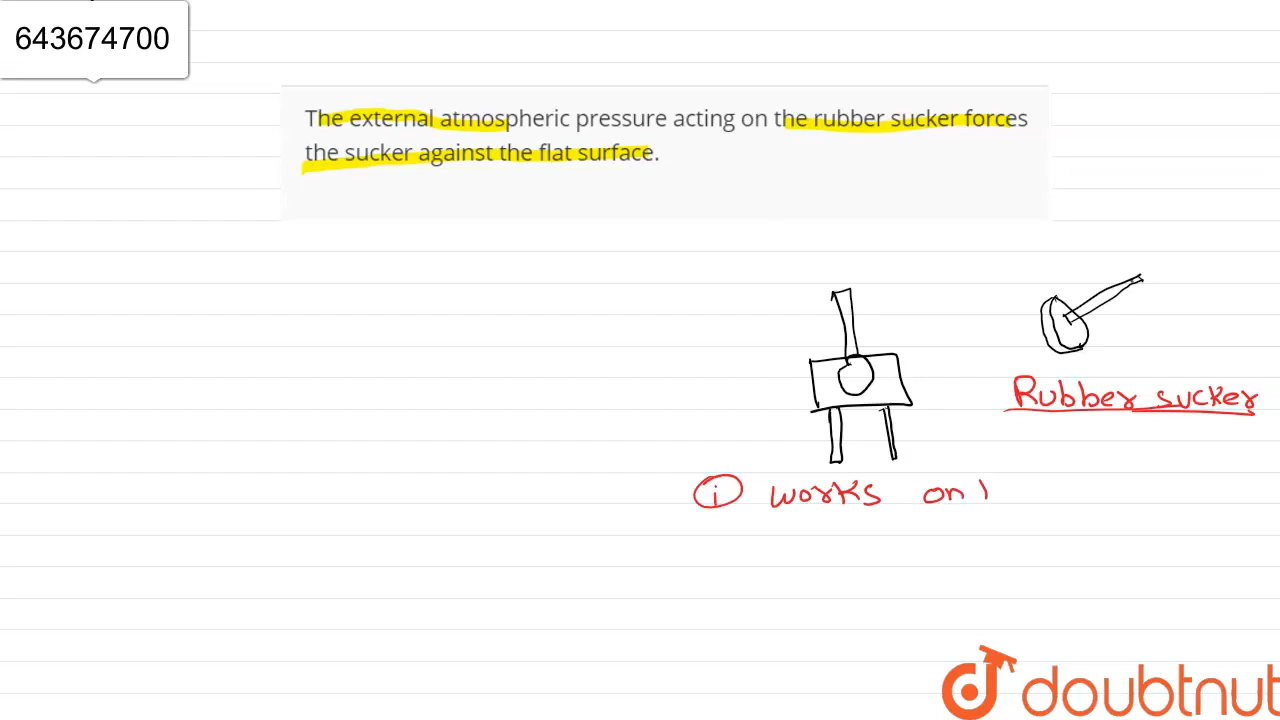 643674700
The external atmospheric pressure acting on the rubber sucker forces
the sucker against the flat surface.
Rubber sucker
i works on
doubtnut